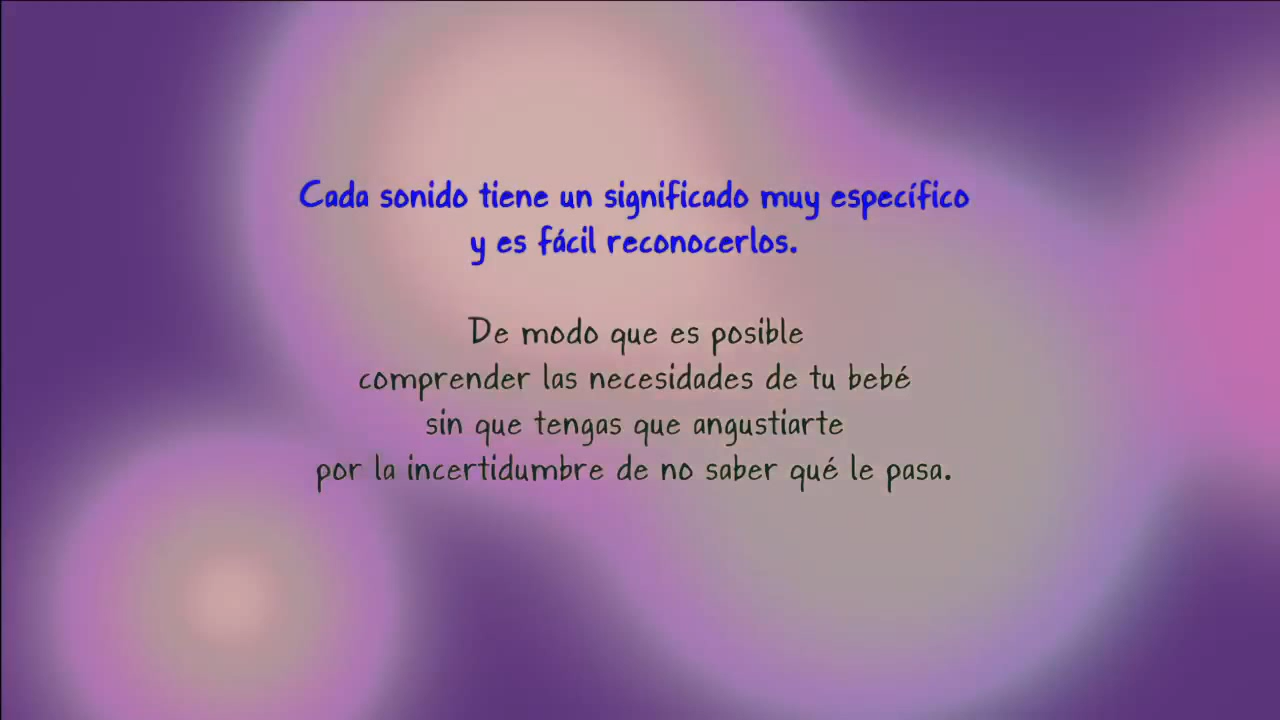 Cada sonido tiene un significado muy específico
y es fácil reconocerlos.
De modo que es posible
comprender las necesidades de tu bebé
sin que tengas que angustiarte
por la incertidumbre de no saber qué le pasa.